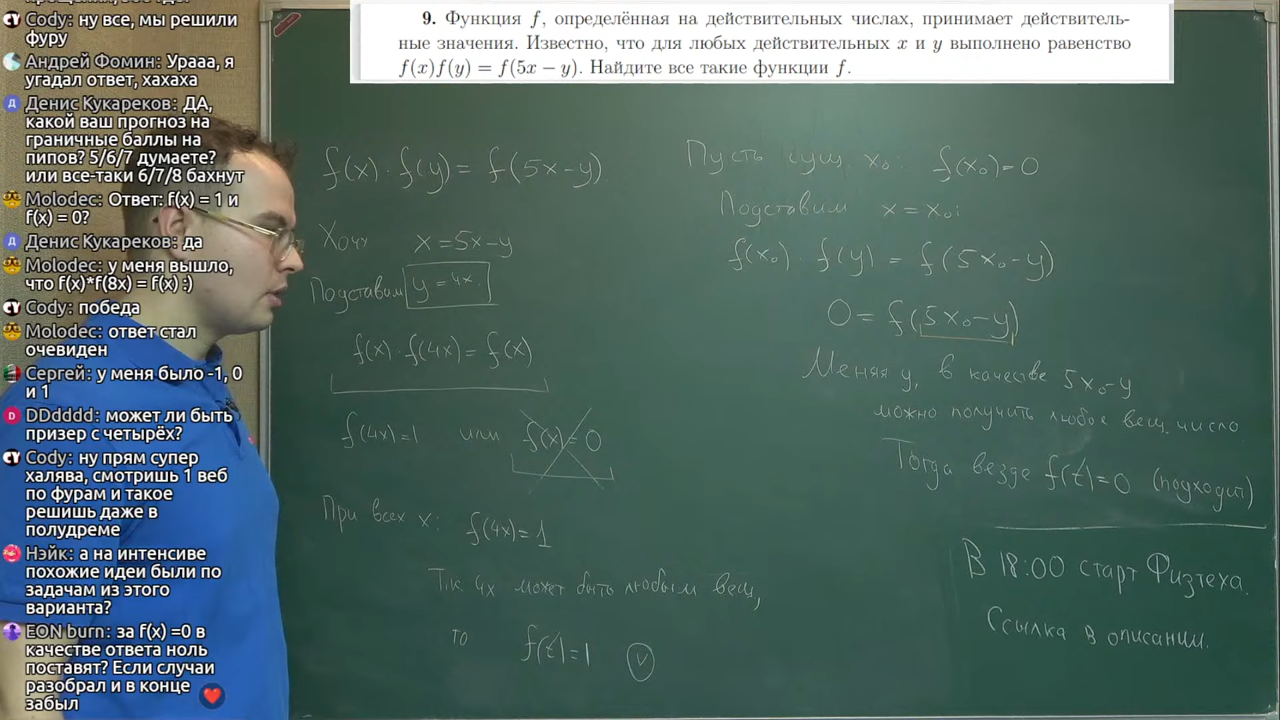 Cody: ну все, мы решили
фуру
Андрей Фомин: Урааа, я
угадал ответ, хахаха
Денис Кукареков: ДА,
какой ваш прогноз на
граничные баллы на
пипов? 5/6/7 думаете?
или все-таки 6/7/8 бахнут
Molodec: Ответ: f(x) = 1 и
f(x) = 0?
Денис Кукареков: да
Molodec: у меня вышло,
что f(x)*f(8x) = f(x) :)
Cody: победа
Molodec: ответ стал
очевиден
Сергей: у меня было -1, 0
и 1
DDdddd: может ли быть
призер с четырёх?
Cody: ну прям супер
халява, смотришь 1 веб
по фурам и такое
решишь даже в
полудреме
Нэйк: а на интенсиве
похожие идеи были по
задачам из этого
варианта?
EON burn: за f(x) =0 в
качестве ответа ноль
поставят? Если случаи
разобрал и в конце
забыл
9. Функция f, определённая на действительных числах, принимает действитель-
ные значения. Известно, что для любых действительных x и y выполнено равенство
f(x)f(y) = f(5x − y). Найдите все такие функции f.
f(x) · f(y) = f(5x−y)
Хочу x = 5x−y
Подставим y = 4x.
f(x) · f(4x) = f(x)
f(4x)=1 или f(x)=0
При всех x: f(4x)=1
Т.к. 4x может быть любым вещ,
то f(t)=1 v
Пусть сущ. x₀: f(x₀)=0
Подставим x=x₀:
f(x₀) · f(y) = f(5x₀−y)
0 = f(5x₀−y)
Меняя y, в качестве 5x₀−y
можно получить любое вещ. число.
Тогда везде f(t)=0 (подходит)
В 18:00 старт Физтеха.
Ссылка в описании.